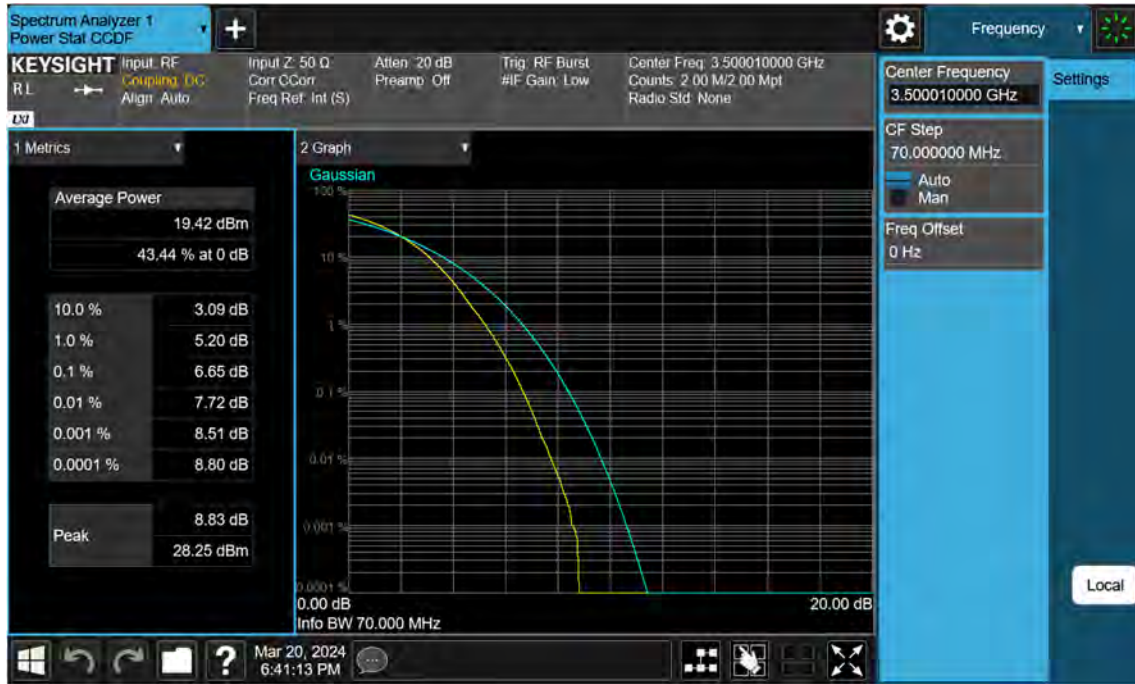 Spectrum Analyzer 1
Power Stat CCDF
+
Frequency
KEYSIGHT
RL
LXI
Input: RF
Coupling: DC
Align: Auto
Input Z: 50 Ω
Corr CCorr
Freq Ref: Int (S)
Atten: 20 dB
Preamp: Off
Trig: RF Burst
#IF Gain: Low
Center Freq: 3.500010000 GHz
Counts: 2.00 M/2.00 Mpt
Radio Std: None
Center Frequency
3.500010000 GHz
Settings
CF Step
70.000000 MHz
Auto
Man
Freq Offset
0 Hz
Local
1 Metrics
Average Power
19.42 dBm
43.44 % at 0 dB
10.0 % 3.09 dB
1.0 % 5.20 dB
0.1 % 6.65 dB
0.01 % 7.72 dB
0.001 % 8.51 dB
0.0001 % 8.80 dB
Peak
8.83 dB
28.25 dBm
2 Graph
Gaussian
100 %
10 %
1 %
0.1 %
0.01 %
0.001 %
0.0001 %
0.00 dB 20.00 dB
Info BW 70.000 MHz
?
Mar 20, 2024
6:41:13 PM